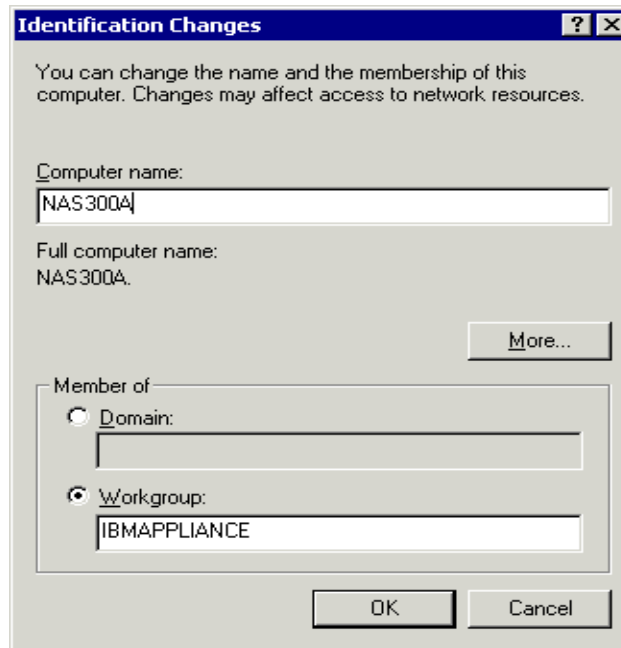 Identification Changes
You can change the name and the membership of this
computer. Changes may affect access to network resources.
Computer name:
NAS300A
Full computer name:
NAS300A.
More...
Member of
Domain:
Workgroup:
IBMAPPLIANCE
OK
Cancel